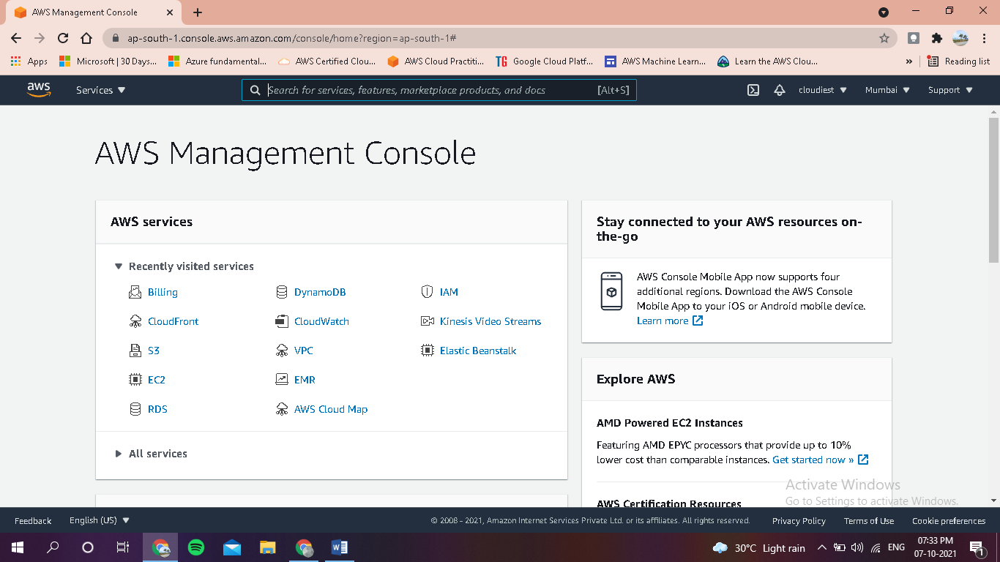 AWS Management Console
ap-south-1.console.aws.amazon.com/console/home?region=ap-south-1#
Apps Microsoft | 30 Days... Azure fundamental... AWS Certified Clou... AWS Cloud Practiti... TG Google Cloud Platf... AWS Machine Learn... Learn the AWS Clou... » Reading list
aws Services Search for services, features, marketplace products, and docs [Alt+S] cloudiest Mumbai Support
AWS Management Console
AWS services
Recently visited services
Billing DynamoDB IAM
CloudFront CloudWatch Kinesis Video Streams
S3 VPC Elastic Beanstalk
EC2 EMR
RDS AWS Cloud Map
All services
Stay connected to your AWS resources on-
the-go
AWS Console Mobile App now supports four
additional regions. Download the AWS Console
Mobile App to your iOS or Android mobile device.
Learn more
Explore AWS
AMD Powered EC2 Instances
Featuring AMD EPYC processors that provide up to 10%
lower cost than comparable instances. Get started now »
AWS Certification Resources
Activate Windows
Go to Settings to activate Windows.
Feedback English (US) © 2008 - 2021, Amazon Internet Services Private Ltd. or its affiliates. All rights reserved. Privacy Policy Terms of Use Cookie preferences
30°C Light rain ENG 07:33 PM
07-10-2021 1